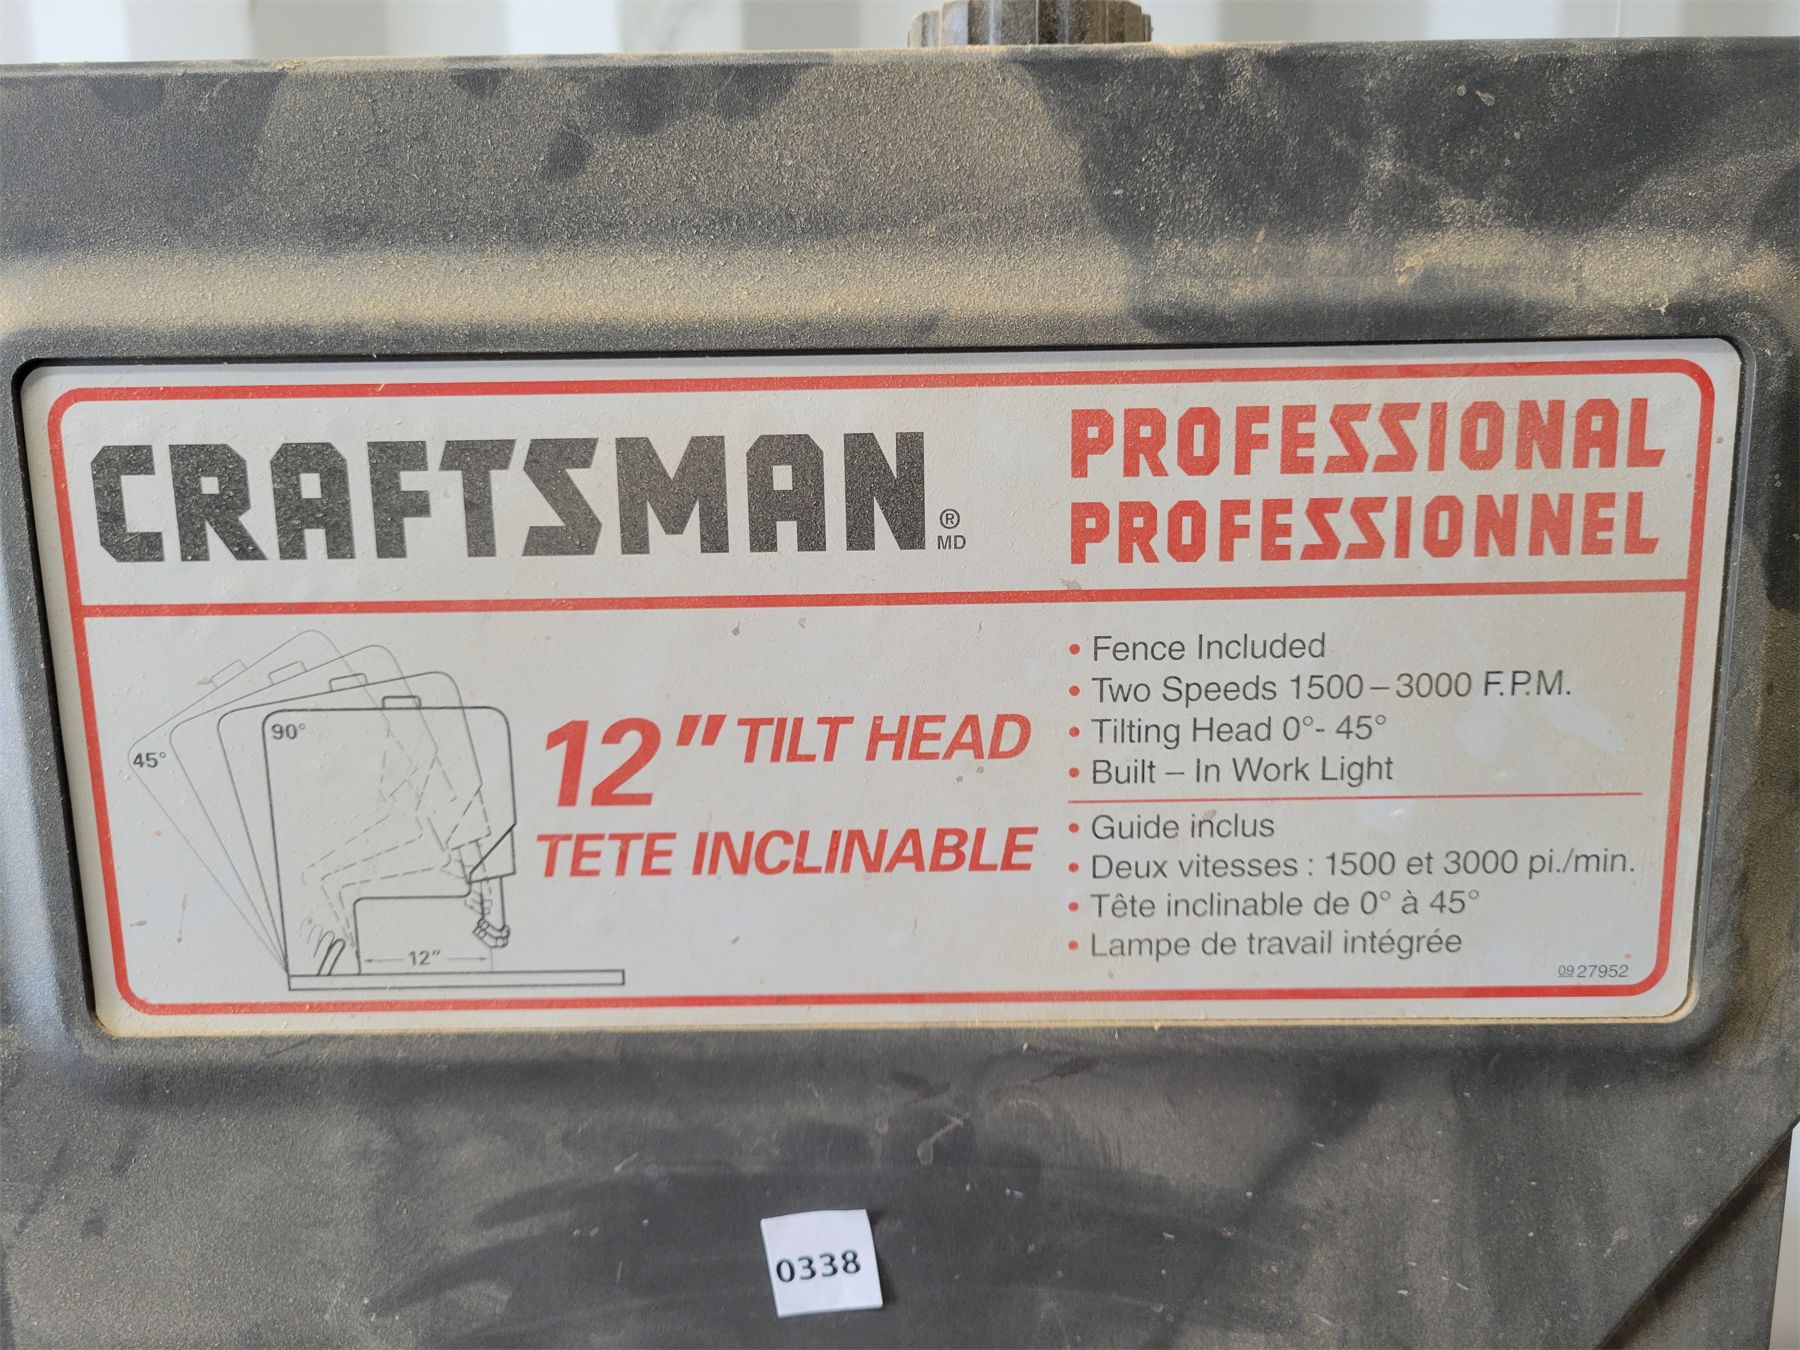 CRAFTSMAN ® MD
PROFESSIONAL
PROFESSIONNEL
45°
90°
12"
12" TILT HEAD
TETE INCLINABLE
• Fence Included
• Two Speeds 1500–3000 F.P.M.
• Tilting Head 0°- 45°
• Built – In Work Light
• Guide inclus
• Deux vitesses : 1500 et 3000 pi./min.
• Tête inclinable de 0° à 45°
• Lampe de travail intégrée
0927952
0338